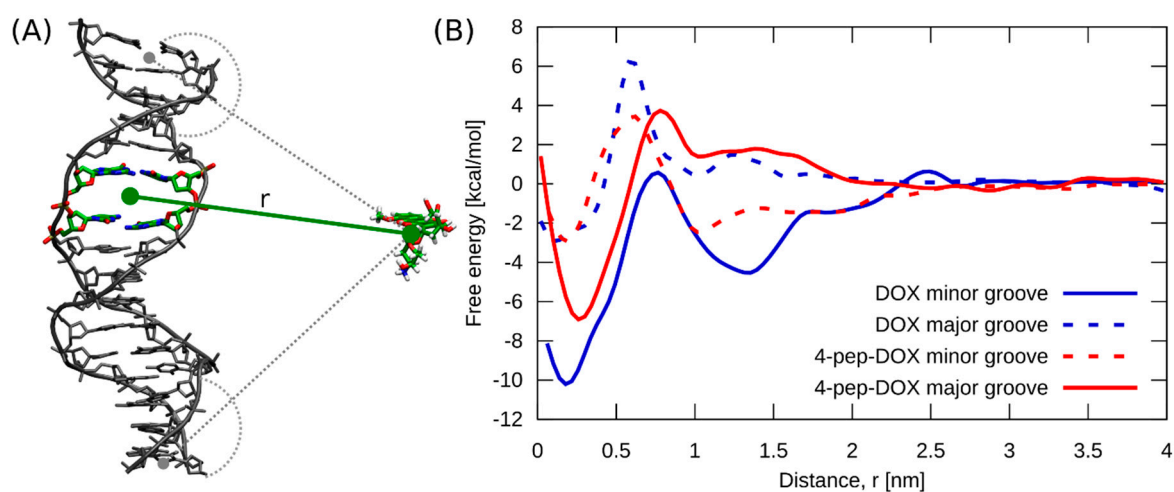 (A)
r
(B)
Free energy [kcal/mol]
8
6
4
2
0
-2
-4
-6
-8
-10
-12
DOX minor groove
DOX major groove
4-pep-DOX minor groove
4-pep-DOX major groove
0 0.5 1 1.5 2 2.5 3 3.5 4
Distance, r [nm]